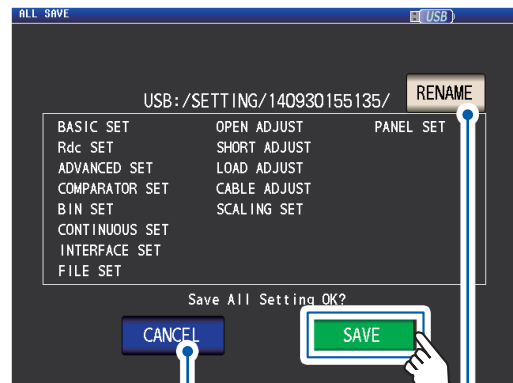 ALL SAVE USB
USB:/SETTING/140930155135/ RENAME
BASIC SET OPEN ADJUST PANEL SET
Rdc SET SHORT ADJUST
ADVANCED SET LOAD ADJUST
COMPARATOR SET CABLE ADJUST
BIN SET SCALING SET
CONTINUOUS SET
INTERFACE SET
FILE SET
Save All Setting OK?
CANCEL SAVE